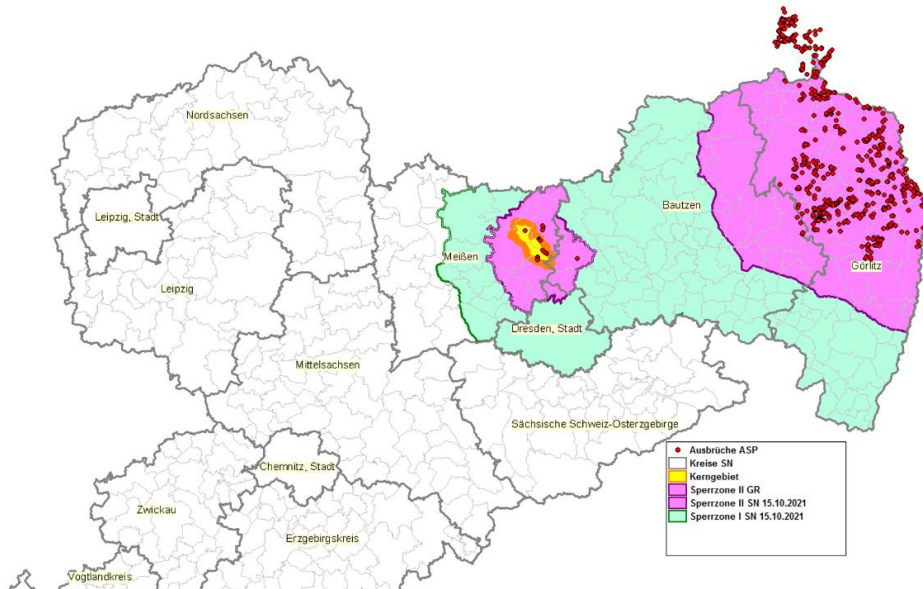 Nordsachsen
Leipzig, Stadt
Bautzen
Meißen
Görlitz
Leipzig
Dresden, Stadt
Mittelsachsen
Sächsische Schweiz-Osterzgebirge
Chemnitz, Stadt
Zwickau
Erzgebirgskreis
Vogtlandkreis
Ausbrüche ASP
Kreise SN
Kerngebiet
Sperrzone II GR
Sperrzone II SN 15.10.2021
Sperrzone I SN 15.10.2021